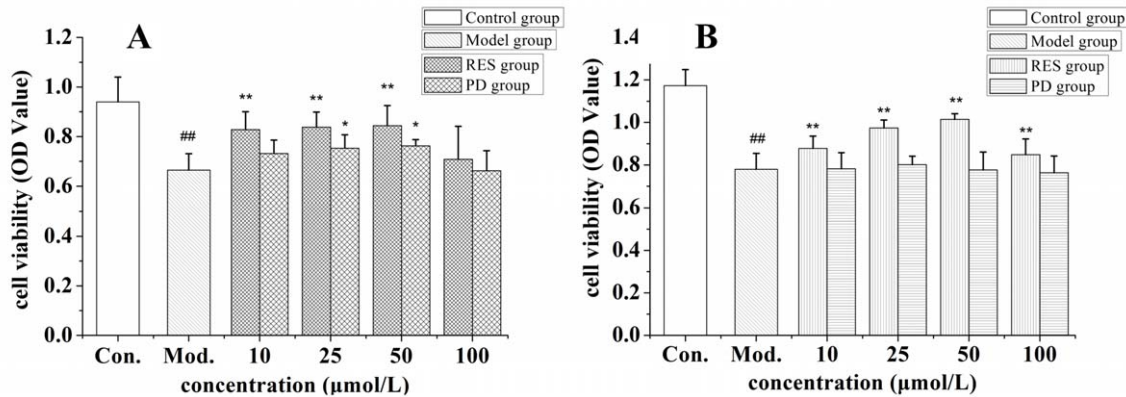 A
Control group
Model group
RES group
PD group
cell viability (OD Value)
1.2
1.0
0.8
0.6
0.4
0.2
0.0
##
**
**
*
**
*
Con. Mod. 10 25 50 100
concentration (µmol/L)
B
Control group
Model group
RES group
PD group
cell viability (OD Value)
1.4
1.2
1.0
0.8
0.6
0.4
0.2
0.0
##
**
**
**
**
Con. Mod. 10 25 50 100
concentration (µmol/L)